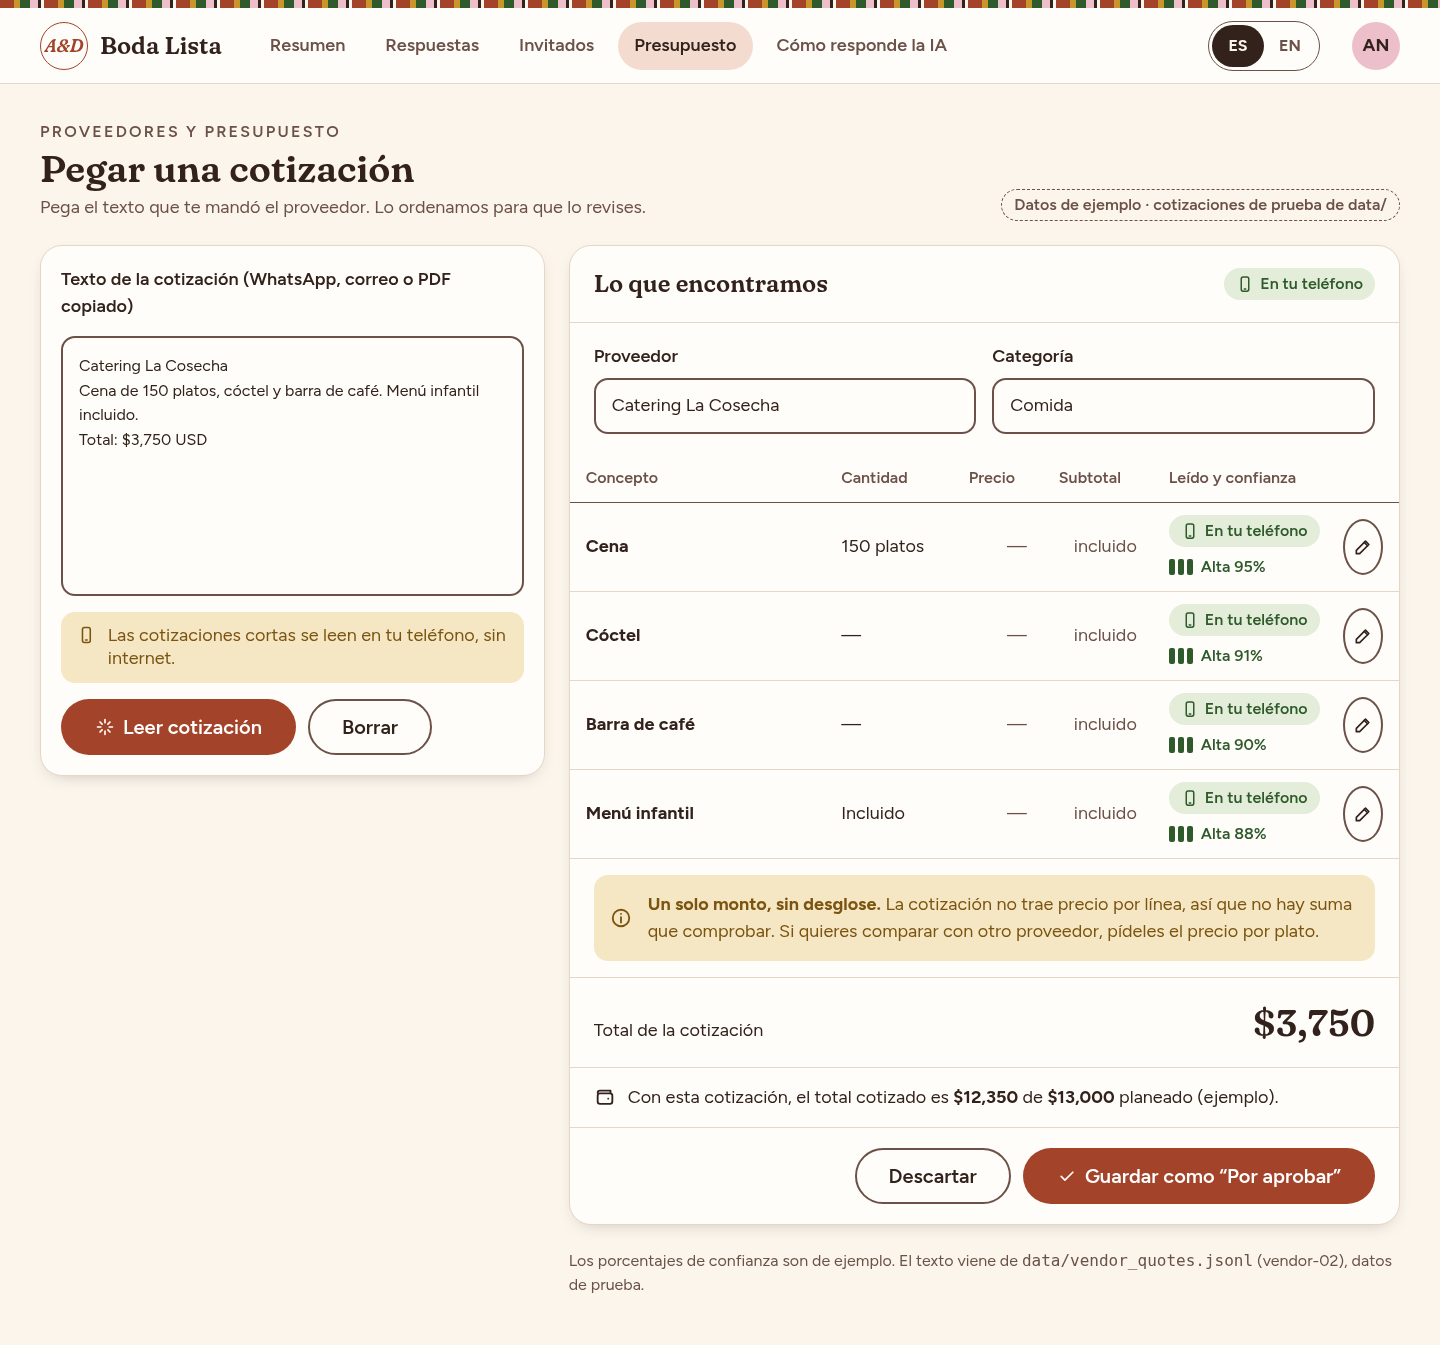 A&D Boda Lista Resumen Respuestas Invitados Presupuesto Cómo responde la IA ES EN AN
PROVEEDORES Y PRESUPUESTO
Pegar una cotización
Pega el texto que te mandó el proveedor. Lo ordenamos para que lo revises.
Datos de ejemplo · cotizaciones de prueba de data/
Texto de la cotización (WhatsApp, correo o PDF
copiado)
Catering La Cosecha
Cena de 150 platos, cóctel y barra de café. Menú infantil
incluido.
Total: $3,750 USD
Las cotizaciones cortas se leen en tu teléfono, sin
internet.
Leer cotización Borrar
Lo que encontramos En tu teléfono
Proveedor Categoría
Catering La Cosecha Comida
Concepto Cantidad Precio Subtotal Leído y confianza
Cena 150 platos — incluido En tu teléfono
Alta 95%
Cóctel — — incluido En tu teléfono
Alta 91%
Barra de café — — incluido En tu teléfono
Alta 90%
Menú infantil Incluido — incluido En tu teléfono
Alta 88%
Un solo monto, sin desglose. La cotización no trae precio por línea, así que no hay suma
que comprobar. Si quieres comparar con otro proveedor, pídeles el precio por plato.
Total de la cotización $3,750
Con esta cotización, el total cotizado es $12,350 de $13,000 planeado (ejemplo).
Descartar Guardar como “Por aprobar”
Los porcentajes de confianza son de ejemplo. El texto viene de data/vendor_quotes.jsonl (vendor-02), datos
de prueba.